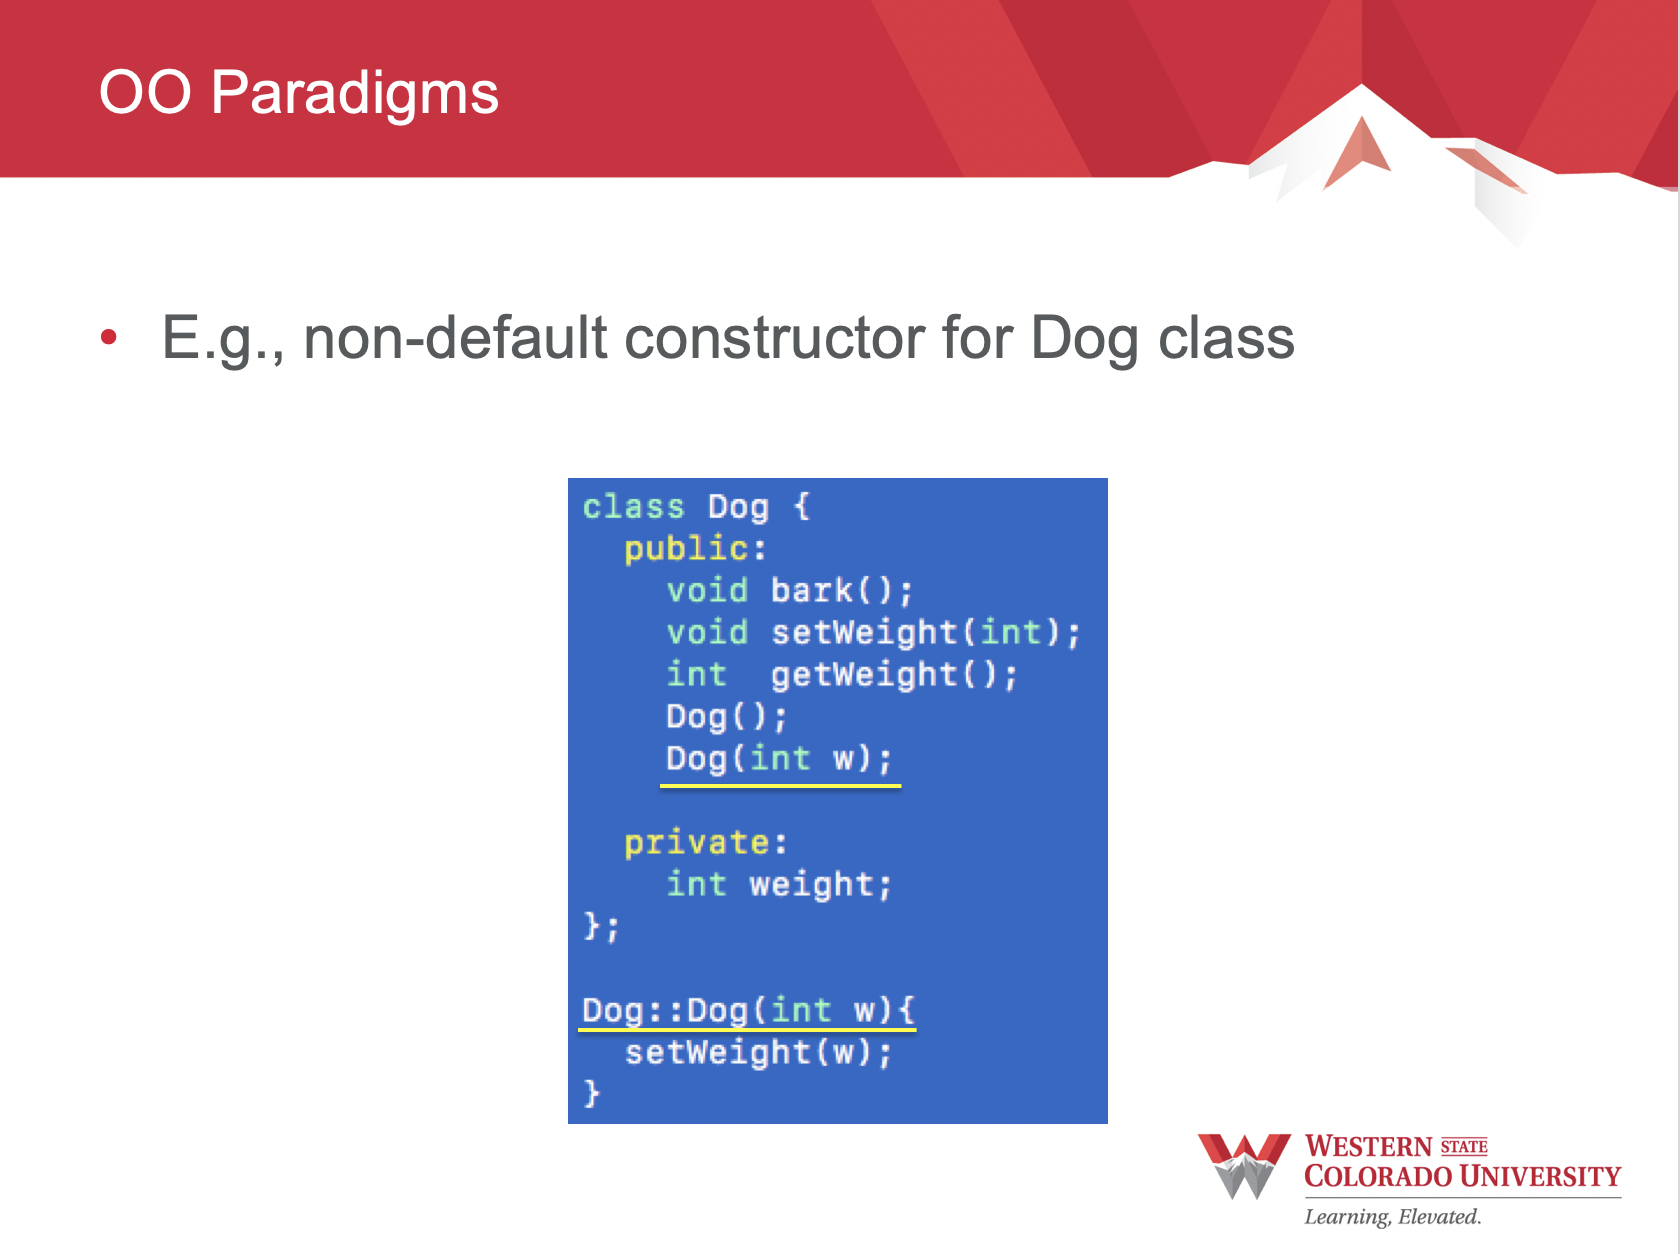 OO Paradigms
• E.g., non-default constructor for Dog class
class Dog {
public:
void bark();
void setWeight(int);
int  getWeight();
Dog();
Dog(int w);
private:
int weight;
};
Dog::Dog(int w){
setWeight(w);
}
WESTERN STATE
COLORADO UNIVERSITY
Learning, Elevated.